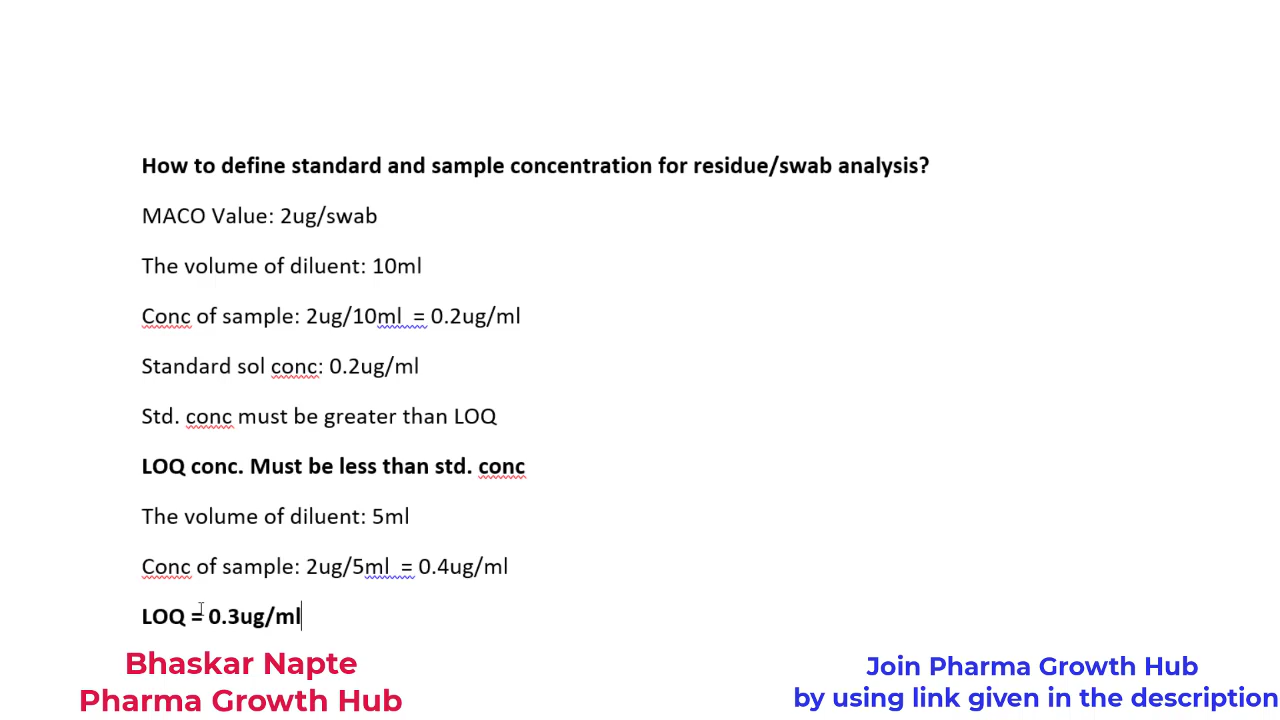 How to define standard and sample concentration for residue/swab analysis?
MACO Value: 2ug/swab
The volume of diluent: 10ml
Conc of sample: 2ug/10ml = 0.2ug/ml
Standard sol conc: 0.2ug/ml
Std. conc must be greater than LOQ
LOQ conc. Must be less than std. conc
The volume of diluent: 5ml
Conc of sample: 2ug/5ml = 0.4ug/ml
LOQ = 0.3ug/ml
Bhaskar Napte
Pharma Growth Hub
Join Pharma Growth Hub
by using link given in the description